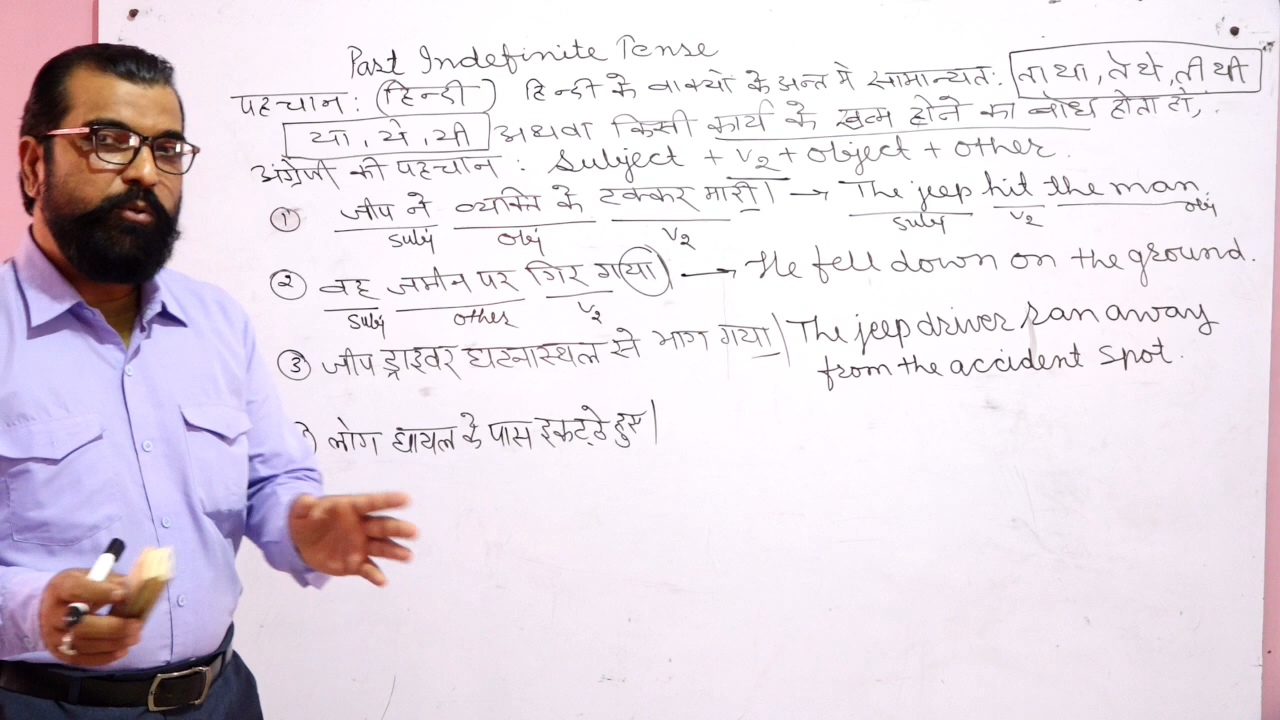 Past Indefinite Tense
पहचान : (हिन्दी) हिन्दी के वाक्यों के अन्त में सामान्यतः ता था, ते थे, ती थी
या, ये, यी अथवा किसी कार्य के खत्म होने का बोध होता हो,
अंग्रेजी की पहचान : Subject + V2 + object + other.
① जीप ने व्यक्ति के टक्कर मारी। → The jeep hit the man.
subj obj V2 subj V2 obj
② वह जमीन पर गिर गया → He fell down on the ground.
subj other V2
③ जीप ड्राइवर घटनास्थल से भाग गया| The jeep driver ran away
from the accident spot.
) लोग घायल के पास इकट्ठे हुए|